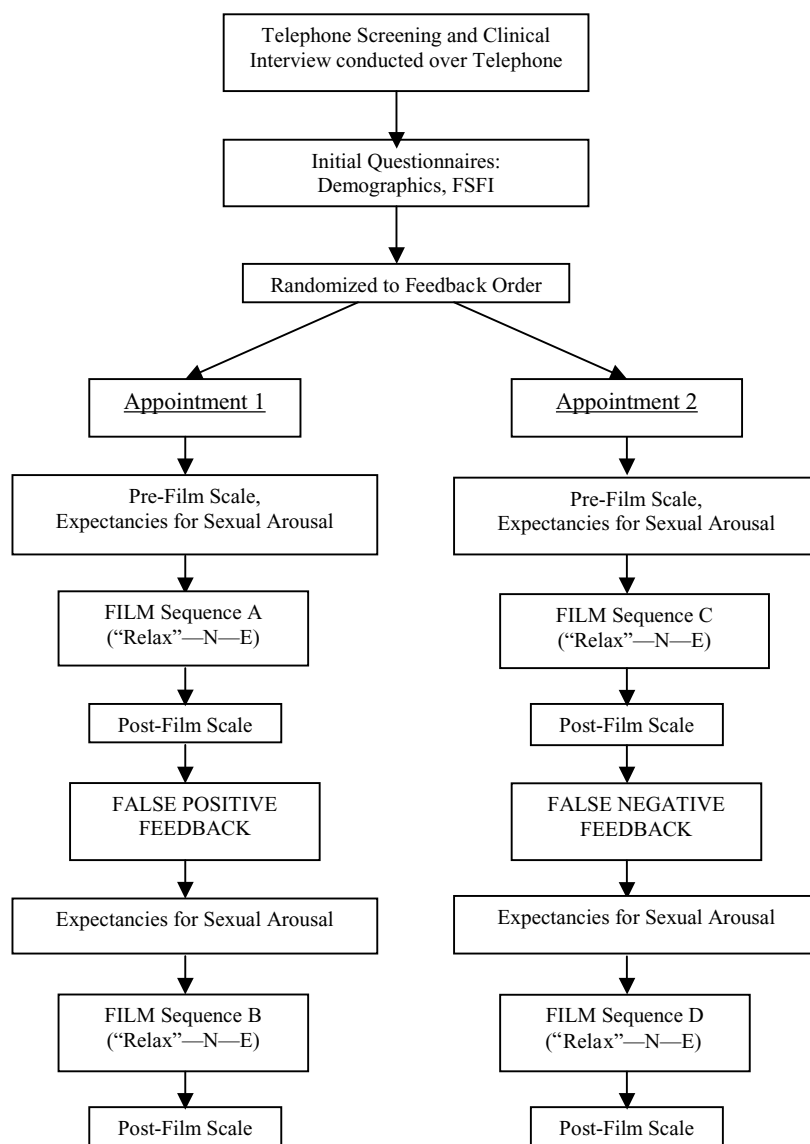 Telephone Screening and Clinical
Interview conducted over Telephone
Initial Questionnaires:
Demographics, FSFI
Randomized to Feedback Order
Appointment 1
Pre-Film Scale,
Expectancies for Sexual Arousal
FILM Sequence A
(“Relax”—N—E)
Post-Film Scale
FALSE POSITIVE
FEEDBACK
Expectancies for Sexual Arousal
FILM Sequence B
(“Relax”—N—E)
Post-Film Scale
Appointment 2
Pre-Film Scale,
Expectancies for Sexual Arousal
FILM Sequence C
(“Relax”—N—E)
Post-Film Scale
FALSE NEGATIVE
FEEDBACK
Expectancies for Sexual Arousal
FILM Sequence D
(“Relax”—N—E)
Post-Film Scale